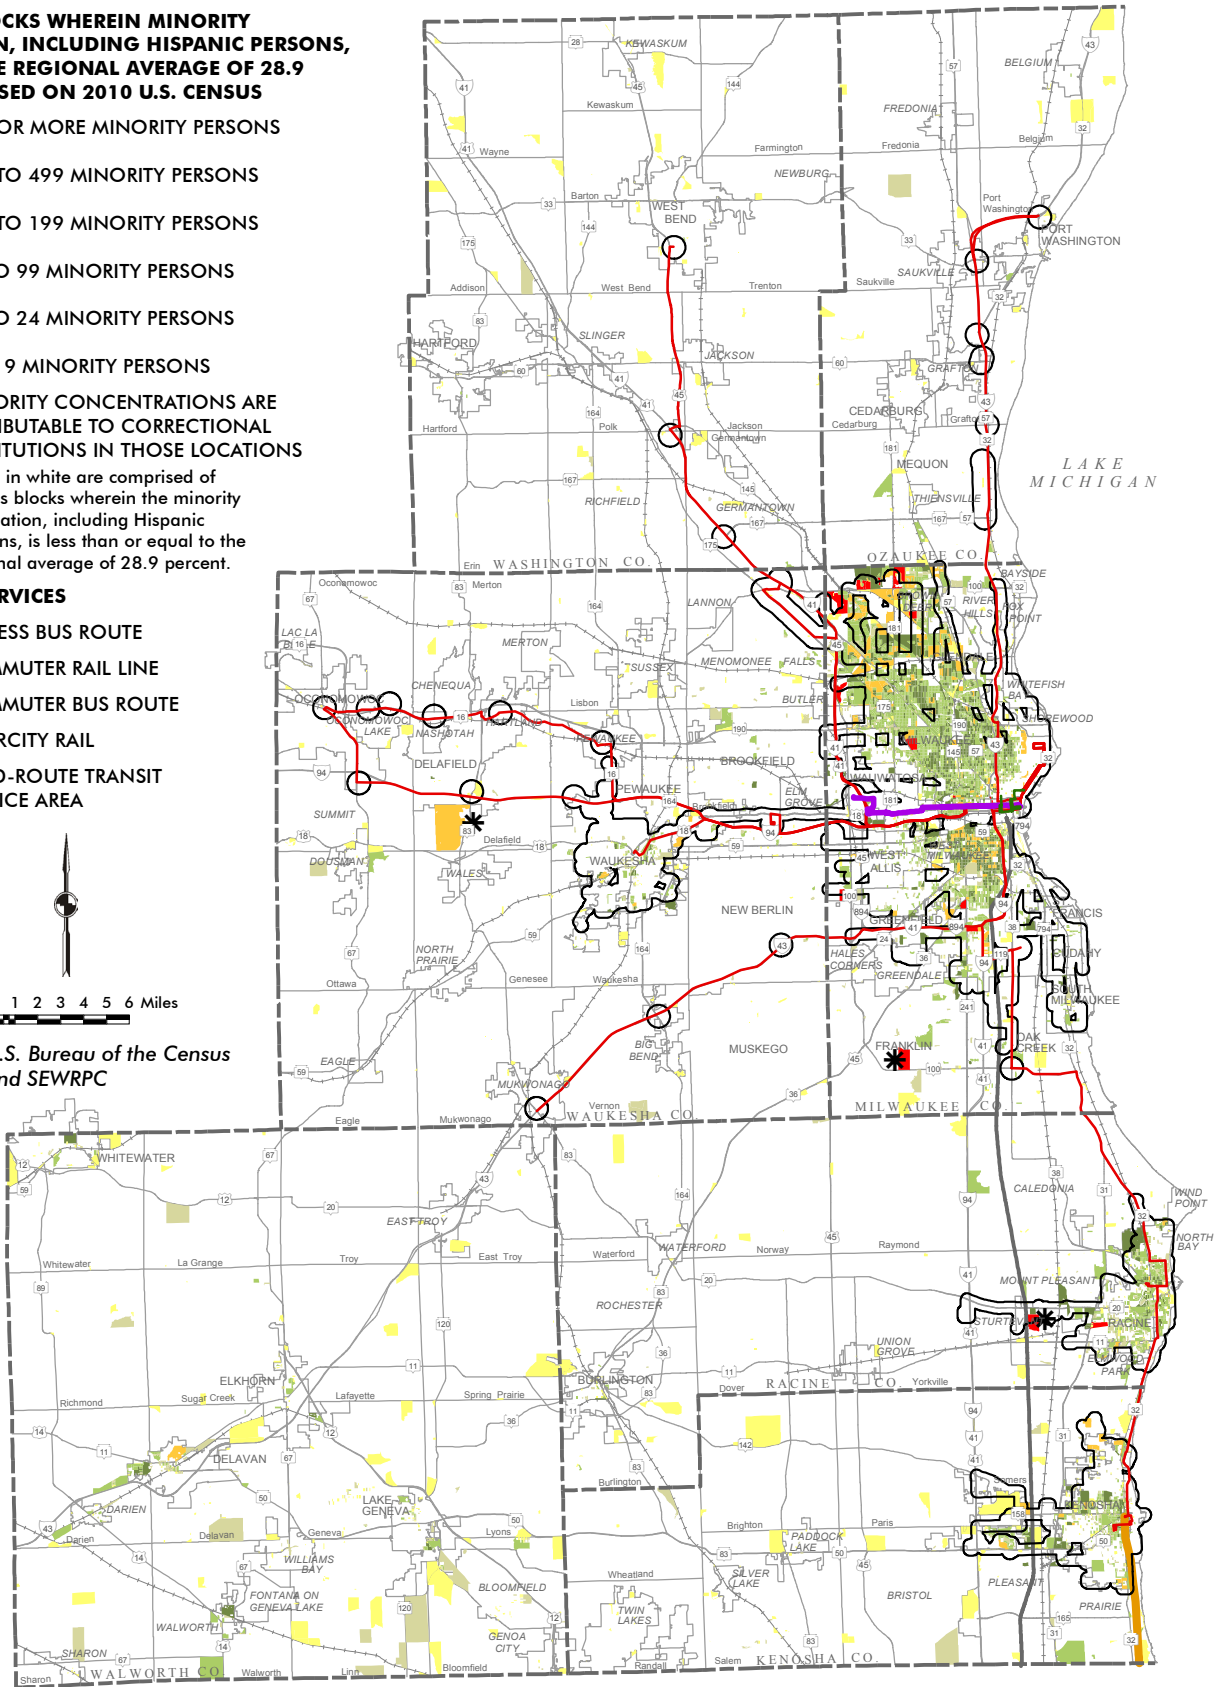 OCKS WHEREIN MINORITY
N, INCLUDING HISPANIC PERSONS,
E REGIONAL AVERAGE OF 28.9
SED ON 2010 U.S. CENSUS
OR MORE MINORITY PERSONS
TO 499 MINORITY PERSONS
TO 199 MINORITY PERSONS
O 99 MINORITY PERSONS
O 24 MINORITY PERSONS
9 MINORITY PERSONS
ORITY CONCENTRATIONS ARE
IBUTABLE TO CORRECTIONAL
TITUTIONS IN THOSE LOCATIONS
in white are comprised of
s blocks wherein the minority
ation, including Hispanic
ns, is less than or equal to the
nal average of 28.9 percent.
RVICES
ESS BUS ROUTE
MUTER RAIL LINE
MUTER BUS ROUTE
RCITY RAIL
D-ROUTE TRANSIT
ICE AREA
1 2 3 4 5 6 Miles
.S. Bureau of the Census
nd SEWRPC
KEWASKUM
Kewaskum
Wayne
Barton
WEST
BEND
Farmington
NEWBURG
FREDONIA
Fredonia
BELGIUM
Belgium
Port
Washington
PORT
WASHINGTON
SAUKVILLE
Saukville
Addison
West Bend
Trenton
HARTFORD
SLINGER
JACKSON
GRAFTON
CEDARBURG
Cedarburg
Grafton
Hartford
Polk
Jackson
Germantown
MEQUON
LAKE
MICHIGAN
RICHFIELD
GERMANTOWN
THIENSVILLE
Erin
WASHINGTON CO.
OZAUKEE CO.
Oconomowoc
Merton
LAC LA
LANNON
BAYSIDE
RIVER
HILLS
FOX
POINT
MERTON
SUSSEX
MENOMONEE FALLS
GLENDALE
CHENEQUA
BUTLER
WHITEFISH
BAY
OCONOMOWOC
OCONOMOWOC
LAKE
NASHOTAH
HARTLAND
Lisbon
PEWAUKEE
SHOREWOOD
MILWAUKEE
DELAFIELD
BROOKFIELD
WAUWATOSA
PEWAUKEE
ELM
GROVE
Brookfield
SUMMIT
Delafield
DOUSMAN
WALES
WAUKESHA
WEST
ALLIS
WEST
MILWAUKEE
NEW BERLIN
GREENFIELD
FRANCIS
NORTH
PRAIRIE
HALES
CORNERS
GREENDALE
CUDAHY
Ottawa
Genesee
Waukesha
SOUTH
MILWAUKEE
EAGLE
BIG
BEND
MUSKEGO
FRANKLIN
OAK
CREEK
MUKWONAGO
Vernon
WAUKESHA CO.
MILWAUKEE CO.
Eagle
Mukwonago
WHITEWATER
CALEDONIA
WIND
POINT
EAST TROY
NORTH
BAY
Whitewater
La Grange
Troy
East Troy
Waterford
WATERFORD
Norway
Raymond
MOUNT PLEASANT
ROCHESTER
STURTEVANT
RACINE
UNION
GROVE
ELMWOOD
PARK
ELKHORN
BURLINGTON
Dover
RACINE CO.
Yorkville
Richmond
Sugar Creek
Lafayette
Spring Prairie
DELAVAN
Burlington
Somers
DARIEN
LAKE
GENEVA
KENOSHA
Darien
Delavan
Geneva
Lyons
Brighton
Paris
PADDOCK
LAKE
WILLIAMS
BAY
Wheatland
SILVER
LAKE
PLEASANT
FONTANA ON
GENEVA LAKE
BLOOMFIELD
BRISTOL
PRAIRIE
WALWORTH
TWIN
LAKES
GENOA
CITY
SHARON
Sharon
WALWORTH CO.
Walworth
Linn
Bloomfield
Randall
Salem
KENOSHA CO.